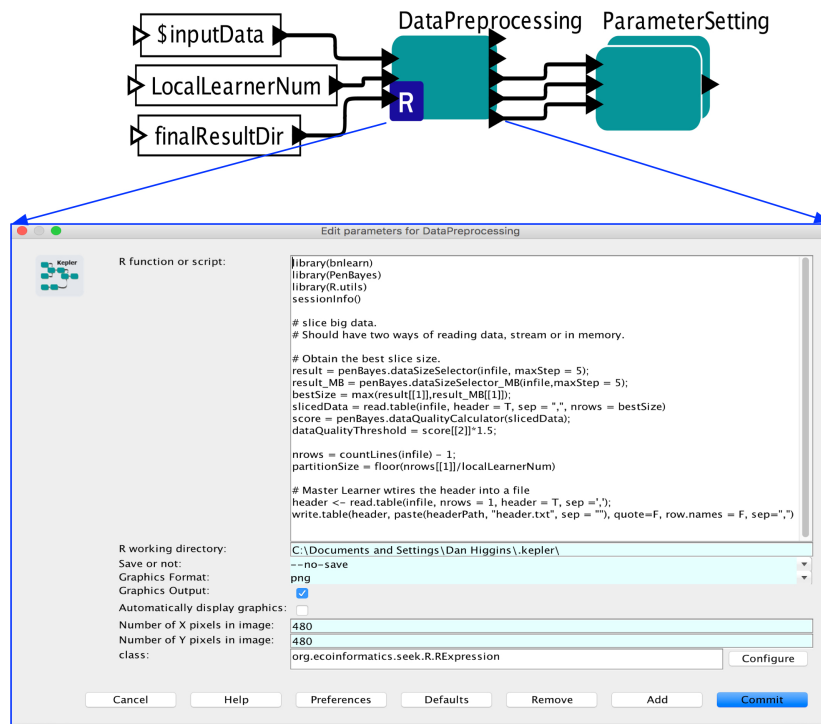 DataPreprocessing ParameterSetting
$inputData
LocalLearnerNum
R
finalResultDir
Edit parameters for DataPreprocessing
Kepler
R function or script:
library(bnlearn)
library(PenBayes)
library(R.utils)
sessionInfo()
# slice big data.
# Should have two ways of reading data, stream or in memory.
# Obtain the best slice size.
result = penBayes.dataSizeSelector(infile, maxStep = 5);
result_MB = penBayes.dataSizeSelector_MB(infile,maxStep = 5);
bestSize = max(result[[1]],result_MB[[1]]);
slicedData = read.table(infile, header = T, sep = ",", nrows = bestSize)
score = penBayes.dataQualityCalculator(slicedData);
dataQualityThreshold = score[[2]]*1.5;
nrows = countLines(infile) - 1;
partitionSize = floor(nrows[[1]]/localLearnerNum)
# Master Learner wtires the header into a file
header <- read.table(infile, nrows = 1, header = T, sep =',');
write.table(header, paste(headerPath, "header.txt", sep = ""), quote=F, row.names = F, sep=",")
R working directory: C:\Documents and Settings\Dan Higgins\.kepler\
Save or not: --no-save
Graphics Format: png
Graphics Output:
Automatically display graphics:
Number of X pixels in image: 480
Number of Y pixels in image: 480
class: org.ecoinformatics.seek.R.RExpression Configure
Cancel Help Preferences Defaults Remove Add Commit